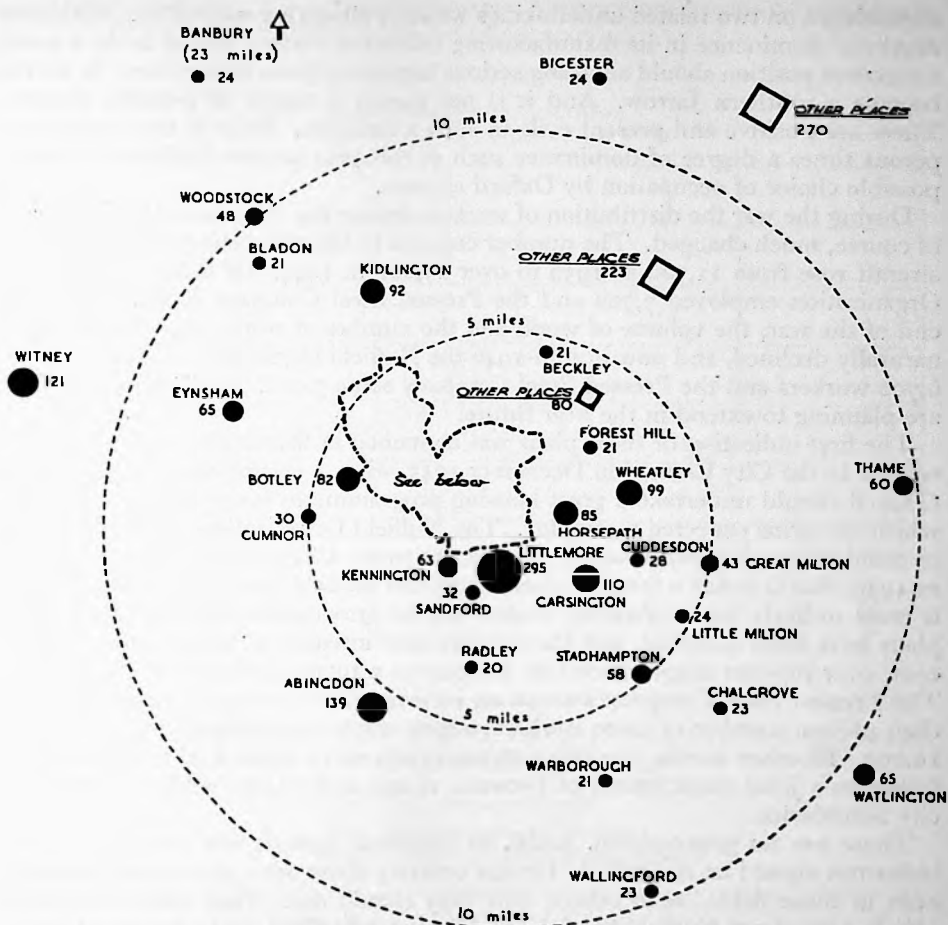 BANBURY
(23 miles)
24
BICESTER
24
OTHER PLACES
270
10 miles
WOODSTOCK
48
BLADON
21
KIDLINGTON
92
OTHER PLACES
223
5 miles
21
BECKLEY
WITNEY
121
EYNSHAM
65
OTHER PLACES
80
FOREST HILL
21
BOTLEY
82
See below
WHEATLEY
99
THAME
60
30
CUMNOR
85
HORSEPATH
63
KENNINGTON
LITTLEMORE
295
CUDDESDON
28
43 GREAT MILTON
32
SANDFORD
110
CARSINGTON
24
LITTLE MILTON
RADLEY
20
STADHAMPTON
58
ABINGDON
139
5 miles
CHALGROVE
23
WARBOROUGH
21
65
WATLINGTON
WALLINGFORD
23
10 miles